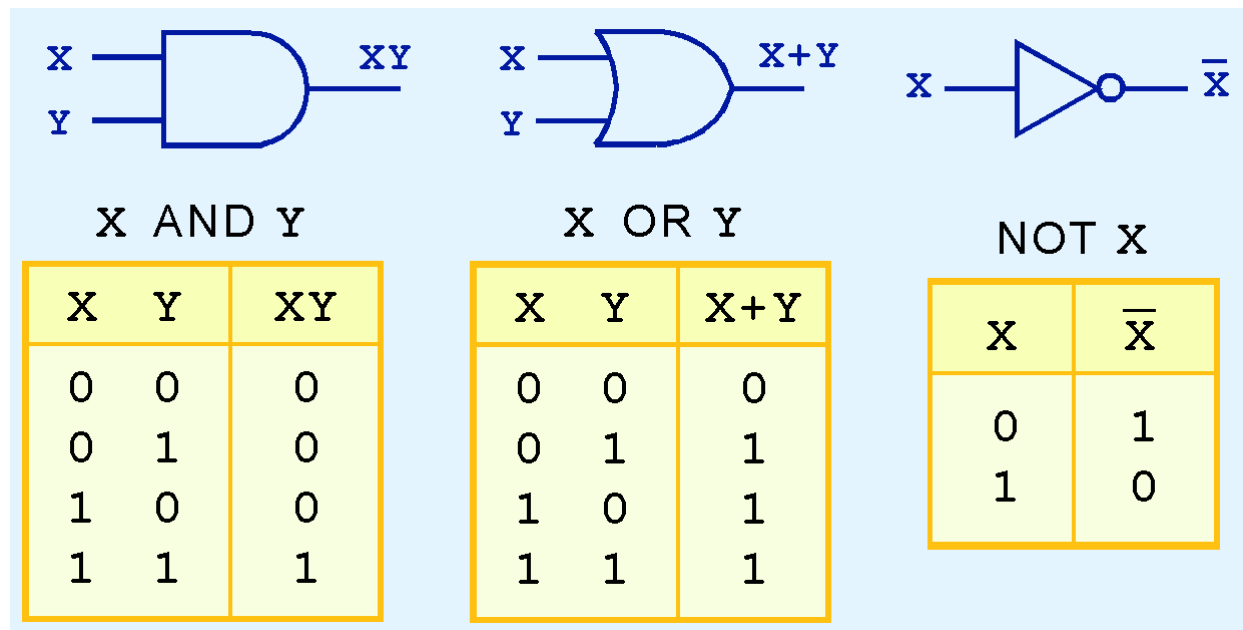 X
Y
XY
X AND Y
X Y XY
0 0 0
0 1 0
1 0 0
1 1 1
X
Y
X+Y
X OR Y
X Y X+Y
0 0 0
0 1 1
1 0 1
1 1 1
X
X̅
NOT X
X X̅
0 1
1 0